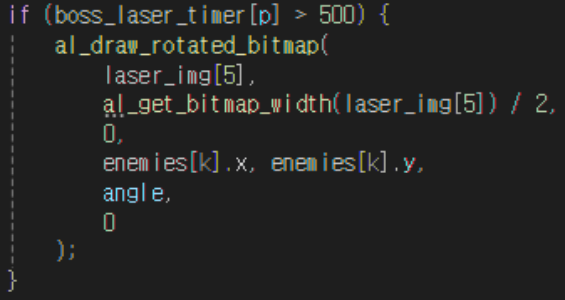 if (boss_laser_timer[p] > 500) {
    al_draw_rotated_bitmap(
        laser_img[5],
        al_get_bitmap_width(laser_img[5]) / 2,
        0,
        enemies[k].x, enemies[k].y,
        angle,
        0
    );
}